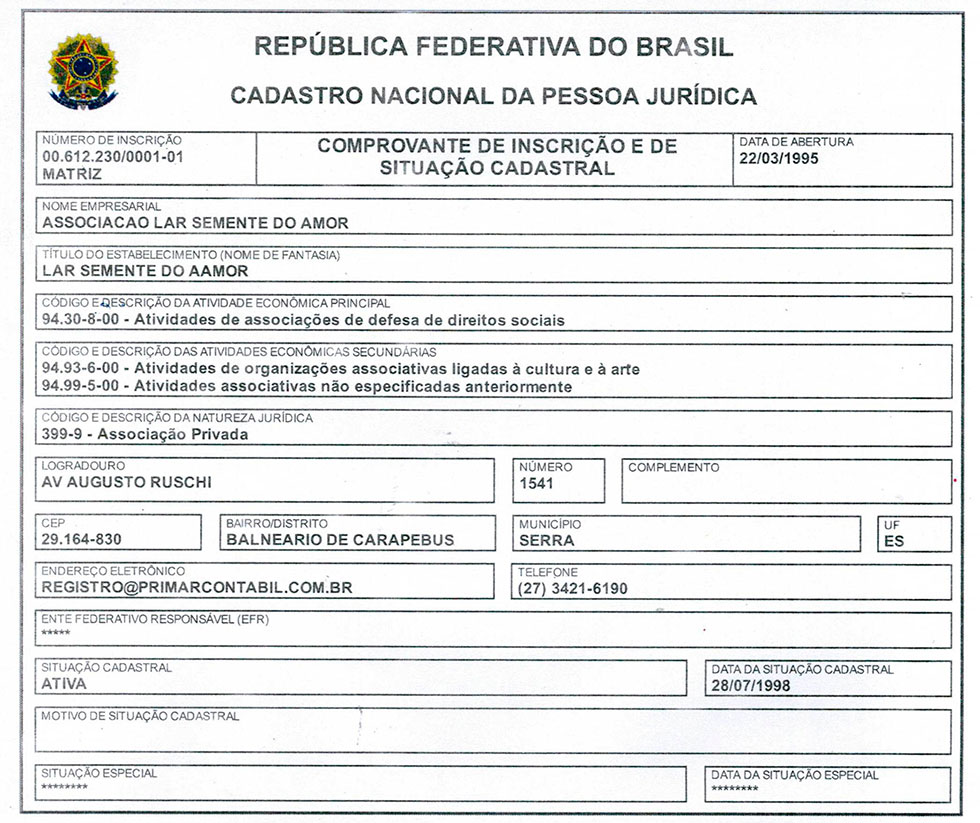 REPÚBLICA FEDERATIVA DO BRASIL
CADASTRO NACIONAL DA PESSOA JURÍDICA
NÚMERO DE INSCRIÇÃO
00.612.230/0001-01
MATRIZ
COMPROVANTE DE INSCRIÇÃO E DE
SITUAÇÃO CADASTRAL
DATA DE ABERTURA
22/03/1995
NOME EMPRESARIAL
ASSOCIACAO LAR SEMENTE DO AMOR
TÍTULO DO ESTABELECIMENTO (NOME DE FANTASIA)
LAR SEMENTE DO AAMOR
CÓDIGO E DESCRIÇÃO DA ATIVIDADE ECONÔMICA PRINCIPAL
94.30-8-00 - Atividades de associações de defesa de direitos sociais
CÓDIGO E DESCRIÇÃO DAS ATIVIDADES ECONÔMICAS SECUNDÁRIAS
94.93-6-00 - Atividades de organizações associativas ligadas à cultura e à arte
94.99-5-00 - Atividades associativas não especificadas anteriormente
CÓDIGO E DESCRIÇÃO DA NATUREZA JURÍDICA
399-9 - Associação Privada
LOGRADOURO
AV AUGUSTO RUSCHI
NÚMERO
1541
COMPLEMENTO
CEP
29.164-830
BAIRRO/DISTRITO
BALNEARIO DE CARAPEBUS
MUNICÍPIO
SERRA
UF
ES
ENDEREÇO ELETRÔNICO
REGISTRO@PRIMARCONTABIL.COM.BR
TELEFONE
(27) 3421-6190
ENTE FEDERATIVO RESPONSÁVEL (EFR)
*****
SITUAÇÃO CADASTRAL
ATIVA
DATA DA SITUAÇÃO CADASTRAL
28/07/1998
MOTIVO DE SITUAÇÃO CADASTRAL
SITUAÇÃO ESPECIAL
********
DATA DA SITUAÇÃO ESPECIAL
********